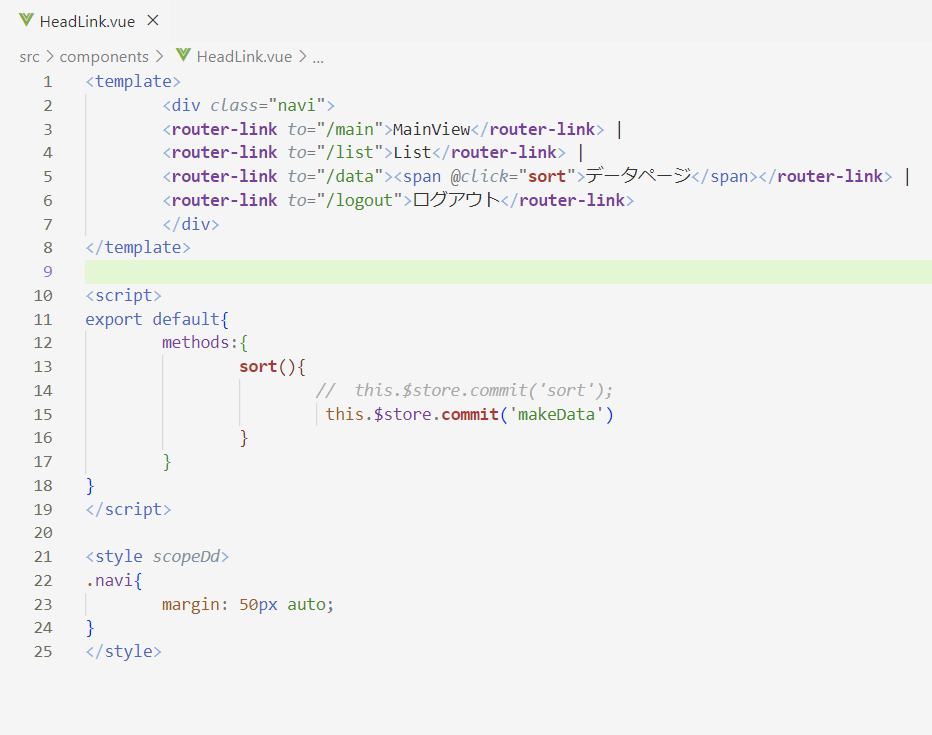 HeadLink.vue ×
src > components > HeadLink.vue > ...
1 <template>
2 <div class="navi">
3 <router-link to="/main">MainView</router-link> |
4 <router-link to="/list">List</router-link> |
5 <router-link to="/data"><span @click="sort">データページ</span></router-link> |
6 <router-link to="/logout">ログアウト</router-link>
7 </div>
8 </template>
9
10 <script>
11 export default{
12 methods:{
13 sort(){
14 // this.$store.commit('sort');
15 this.$store.commit('makeData')
16 }
17 }
18 }
19 </script>
20
21 <style scopeDd>
22 .navi{
23 margin: 50px auto;
24 }
25 </style>